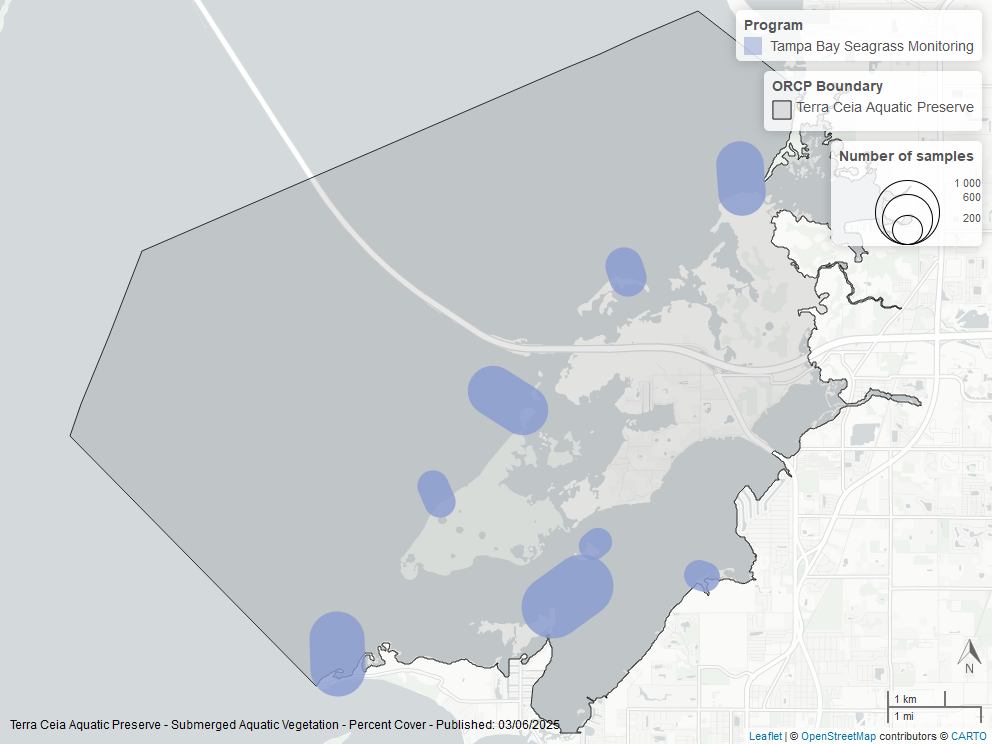 Program
Tampa Bay Seagrass Monitoring
ORCP Boundary
Terra Ceia Aquatic Preserve
Number of samples
1 000
600
200
N
1 km
1 mi
Terra Ceia Aquatic Preserve - Submerged Aquatic Vegetation - Percent Cover - Published: 03/06/2025
Leaflet | © OpenStreetMap contributors © CARTO